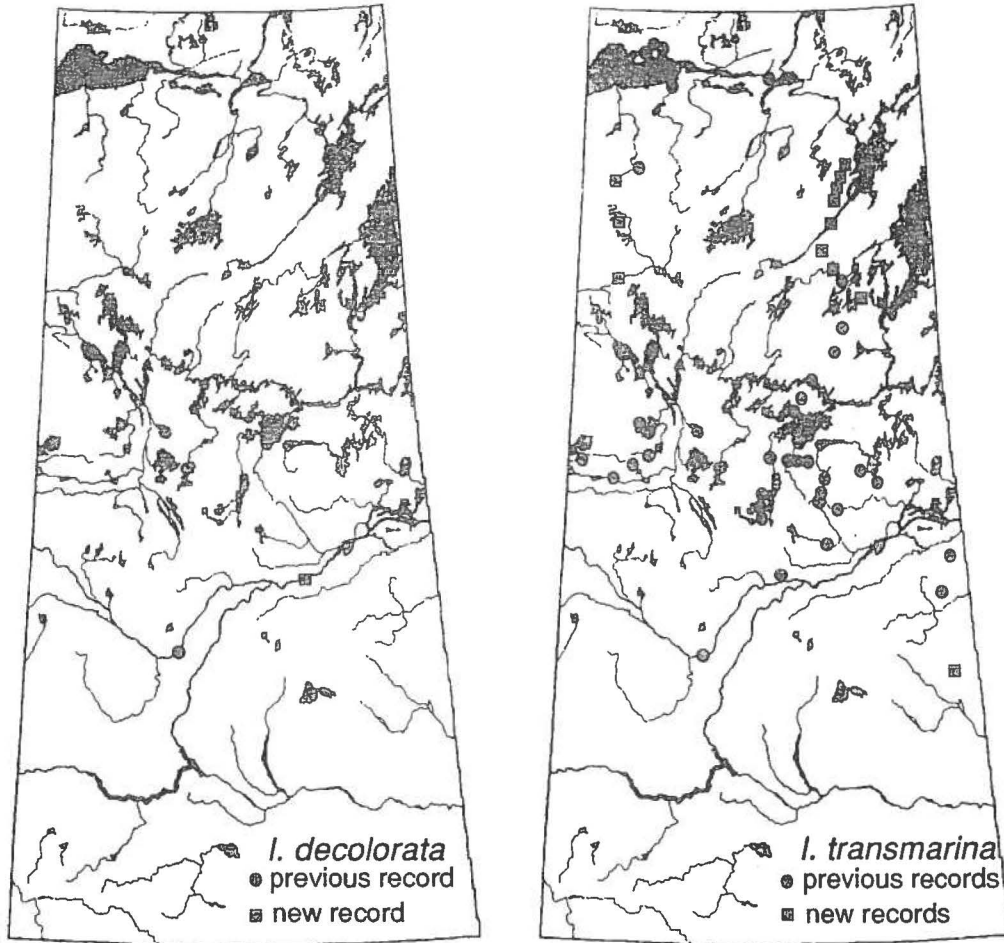 I. decolorata
previous record
new record
I. transmarina
previous records
new records